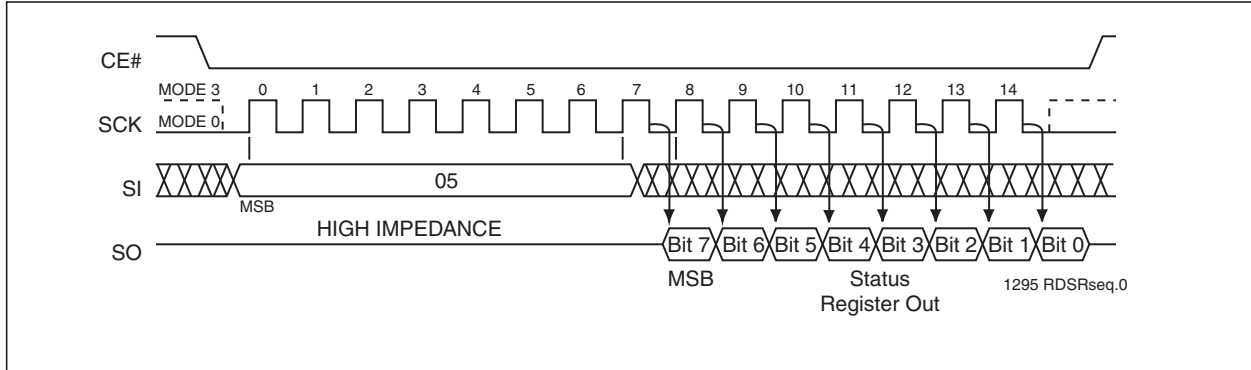 CE#
MODE 3
0 1 2 3 4 5 6 7 8 9 10 11 12 13 14
SCK
MODE 0
SI
05
MSB
HIGH IMPEDANCE
SO
Bit 7 Bit 6 Bit 5 Bit 4 Bit 3 Bit 2 Bit 1 Bit 0
MSB
Status
Register Out
1295 RDSRseq.0